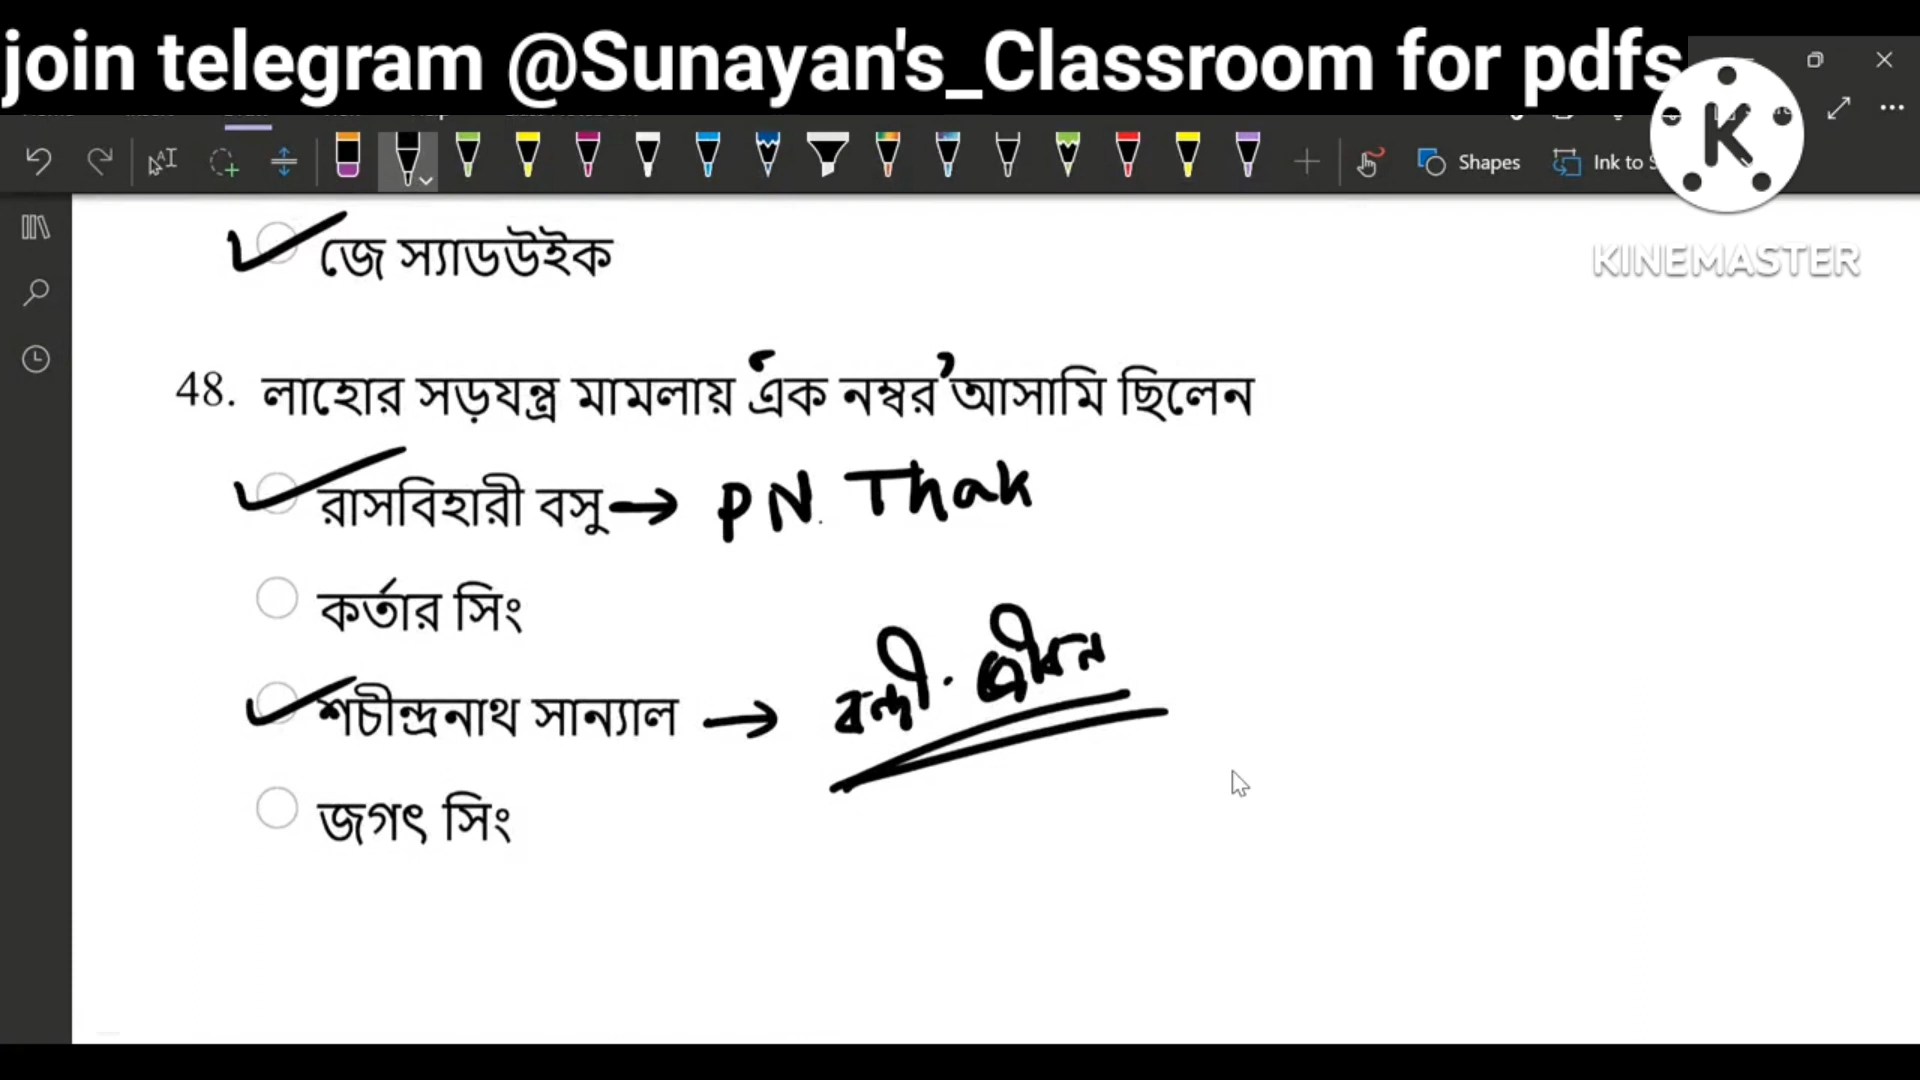 join telegram @Sunayan's_Classroom for pdfs
Shapes
Ink to S
KINEMASTER
জে স্যাডউইক
48. লাহোর সড়যন্ত্র মামলায় এক নম্বর আসামি ছিলেন
রাসবিহারী বসু → PN. Thak
কর্তার সিং
শচীন্দ্রনাথ সান্যাল → বন্দী জীবন
জগৎ সিং